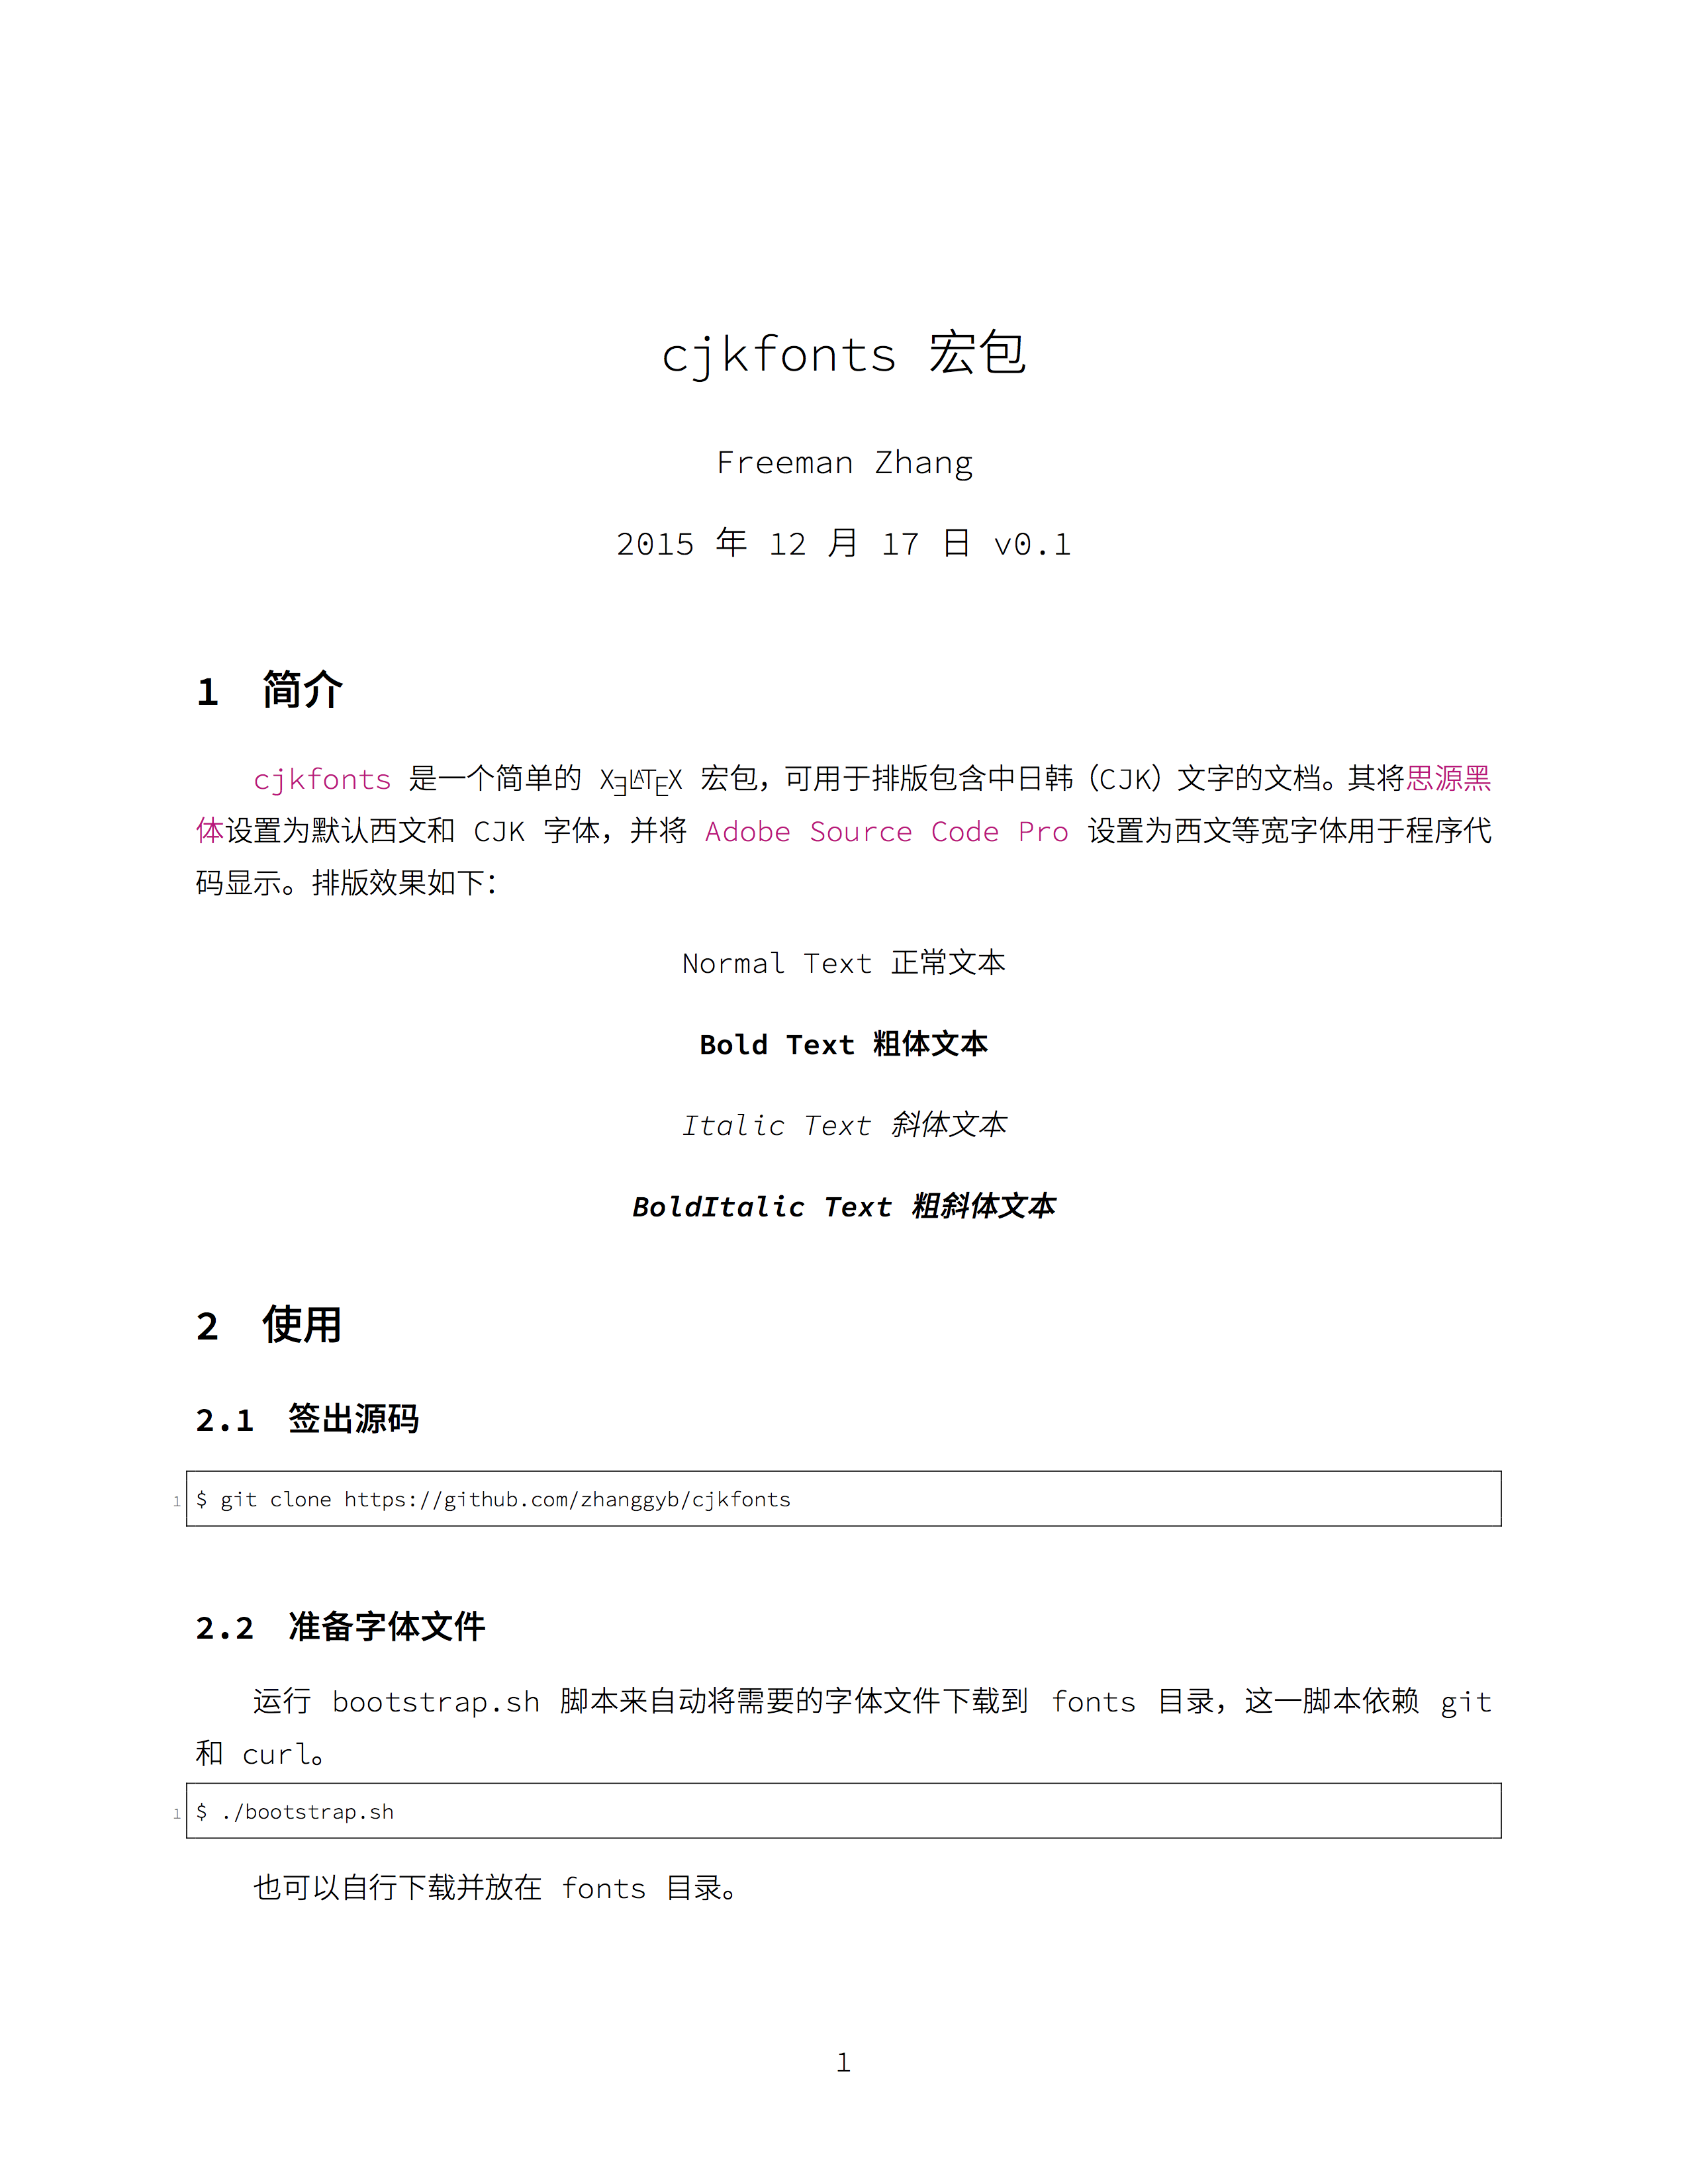 cjkfonts 宏包
Freeman Zhang
2015 年 12 月 17 日 v0.1
1 简介
cjkfonts 是一个简单的 XƎLATEX 宏包，可用于排版包含中日韩（CJK）文字的文档。其将思源黑
体设置为默认西文和 CJK 字体，并将 Adobe Source Code Pro 设置为西文等宽字体用于程序代
码显示。排版效果如下：
Normal Text 正常文本
Bold Text 粗体文本
Italic Text 斜体文本
BoldItalic Text 粗斜体文本
2 使用
2.1 签出源码
1 $ git clone https://github.com/zhanggyb/cjkfonts
2.2 准备字体文件
运行 bootstrap.sh 脚本来自动将需要的字体文件下载到 fonts 目录，这一脚本依赖 git
和 curl。
1 $ ./bootstrap.sh
也可以自行下载并放在 fonts 目录。
1